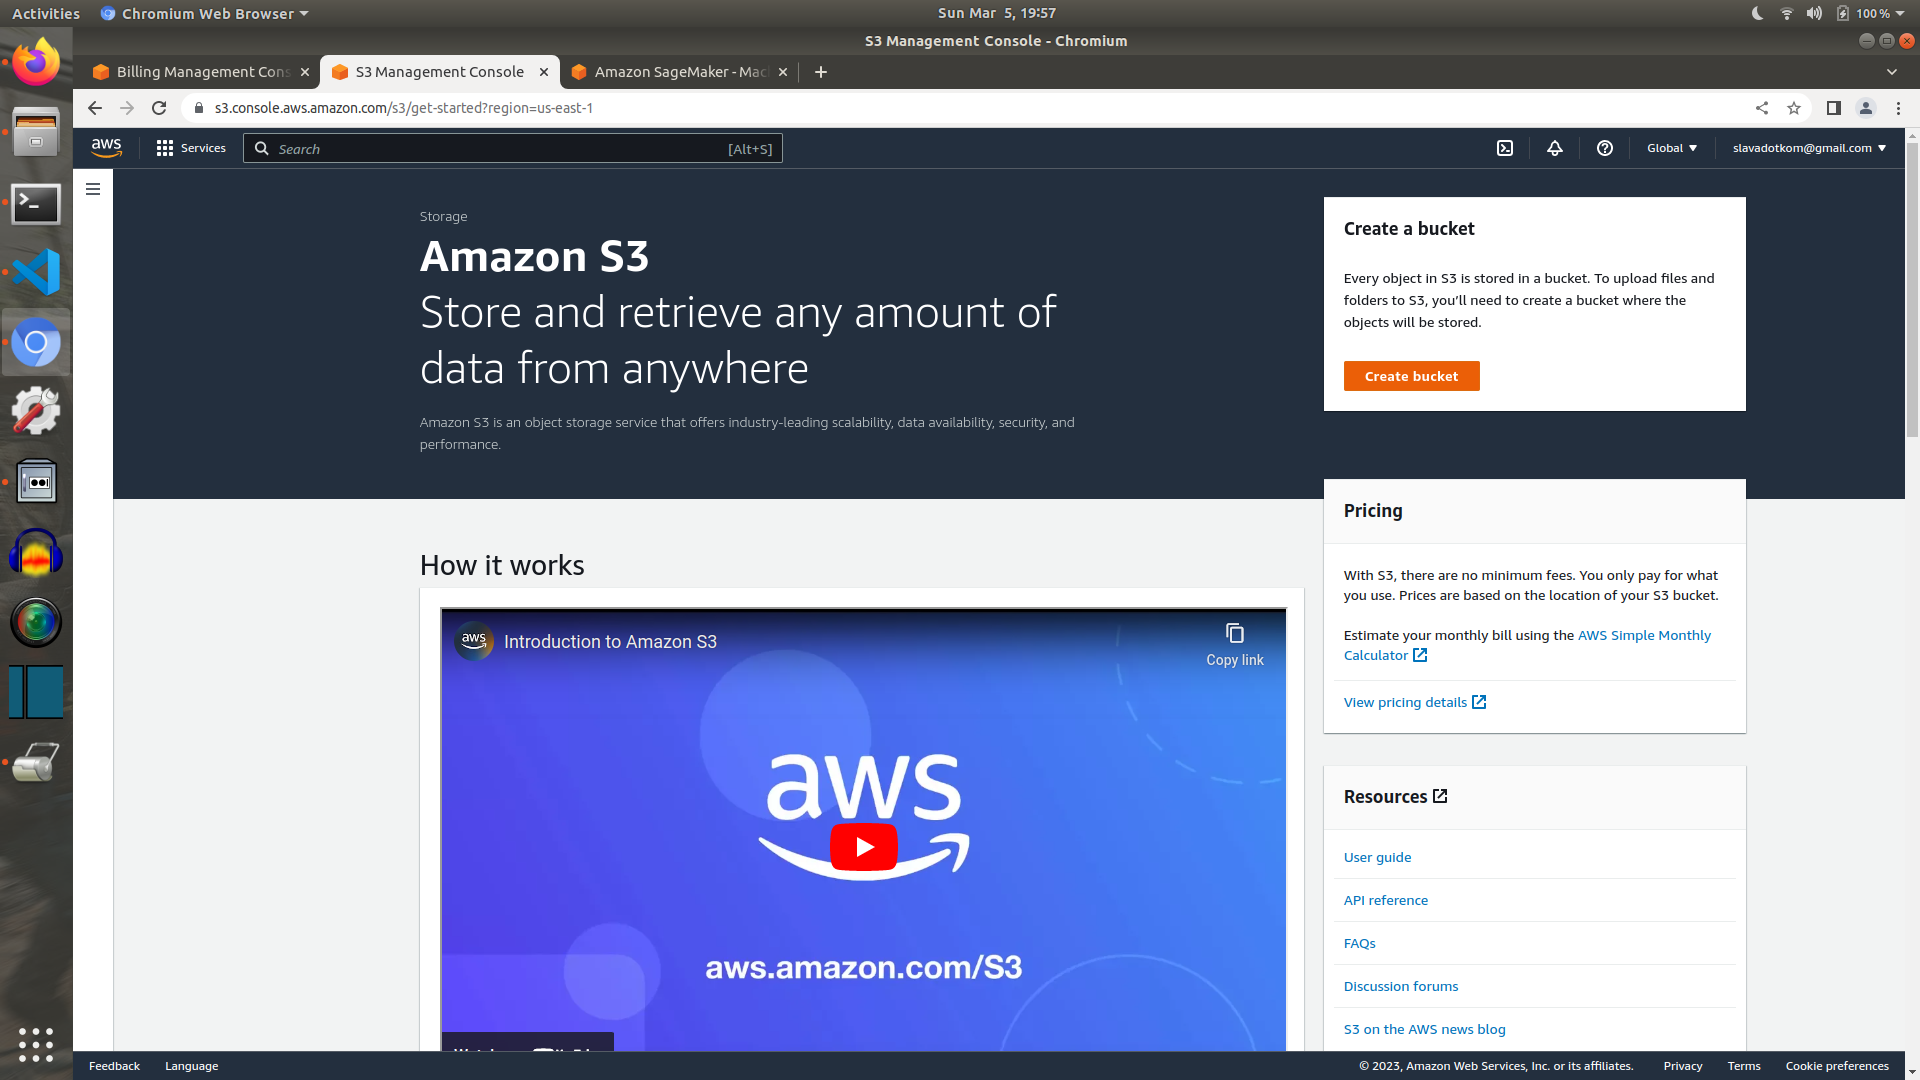 Activities
Chromium Web Browser
Sun Mar 5, 19:57
100 %
S3 Management Console - Chromium
Billing Management Cons
S3 Management Console
Amazon SageMaker - Mac
s3.console.aws.amazon.com/s3/get-started?region=us-east-1
aws
Services
Search
[Alt+S]
Global
slavadotkom@gmail.com
Storage
Amazon S3
Store and retrieve any amount of
data from anywhere
Amazon S3 is an object storage service that offers industry-leading scalability, data availability, security, and
performance.
Create a bucket
Every object in S3 is stored in a bucket. To upload files and
folders to S3, you’ll need to create a bucket where the
objects will be stored.
Create bucket
Pricing
With S3, there are no minimum fees. You only pay for what
you use. Prices are based on the location of your S3 bucket.
Estimate your monthly bill using the AWS Simple Monthly
Calculator
View pricing details
How it works
aws
Introduction to Amazon S3
Copy link
aws
aws.amazon.com/S3
Resources
User guide
API reference
FAQs
Discussion forums
S3 on the AWS news blog
Feedback
Language
© 2023, Amazon Web Services, Inc. or its affiliates.
Privacy
Terms
Cookie preferences